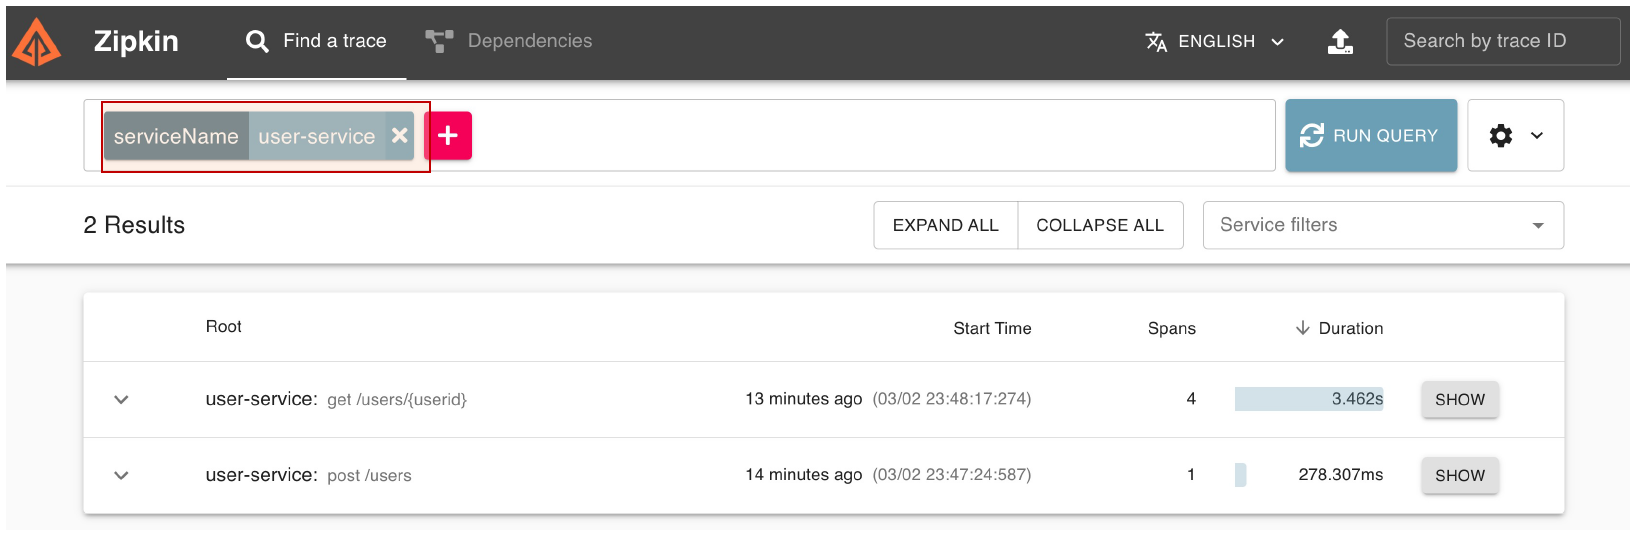 Zipkin Find a trace Dependencies ENGLISH Search by trace ID
serviceName user-service RUN QUERY
2 Results EXPAND ALL COLLAPSE ALL Service filters
Root Start Time Spans Duration
user-service: get /users/{userid} 13 minutes ago (03/02 23:48:17:274) 4 3.462s SHOW
user-service: post /users 14 minutes ago (03/02 23:47:24:587) 1 278.307ms SHOW